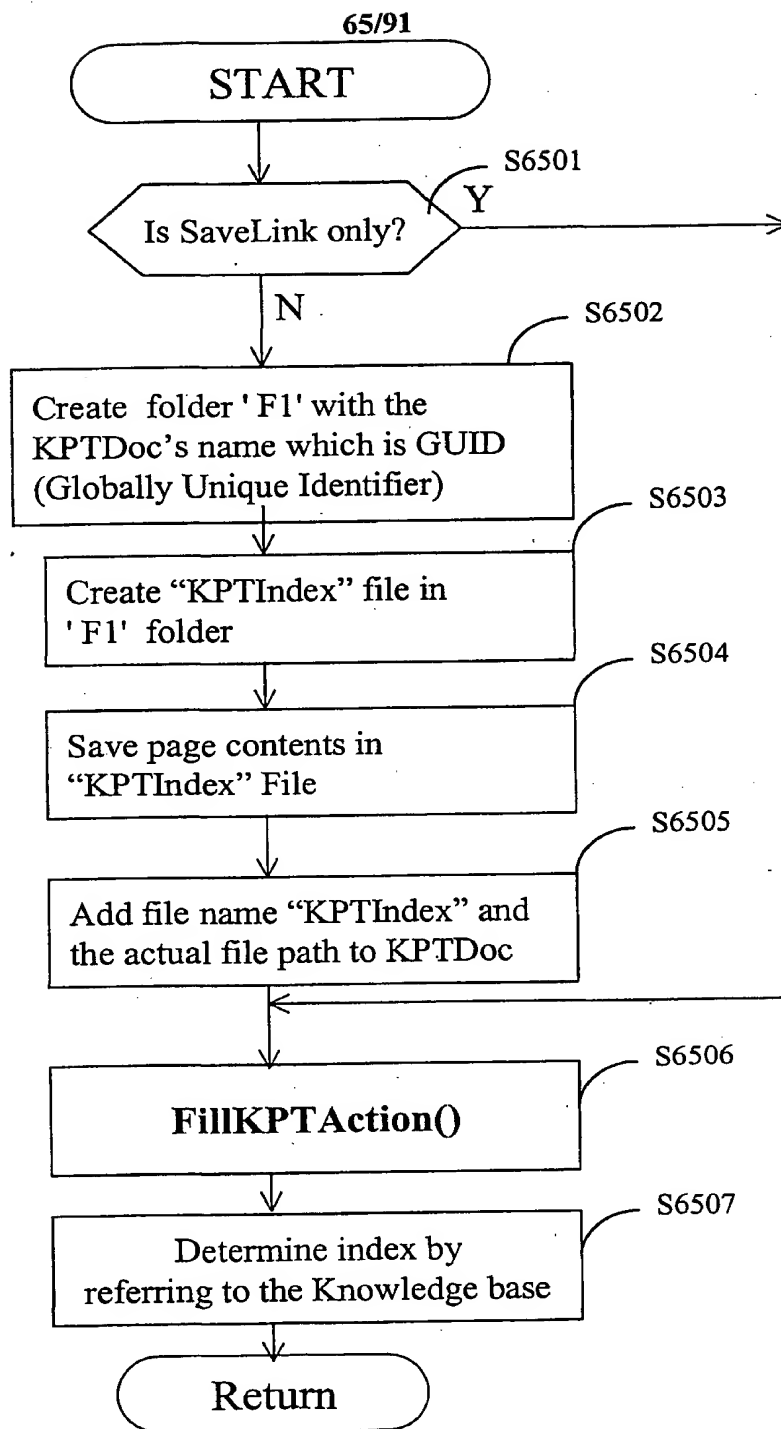 65/91
START
S6501
Is SaveLink only?
Y
N
S6502
Create folder ' F1' with the
KPTDoc's name which is GUID
(Globally Unique Identifier)
S6503
Create “KPTIndex” file in
' F1' folder
S6504
Save page contents in
“KPTIndex” File
S6505
Add file name “KPTIndex” and
the actual file path to KPTDoc
S6506
FillKPTAction()
S6507
Determine index by
referring to the Knowledge base
Return